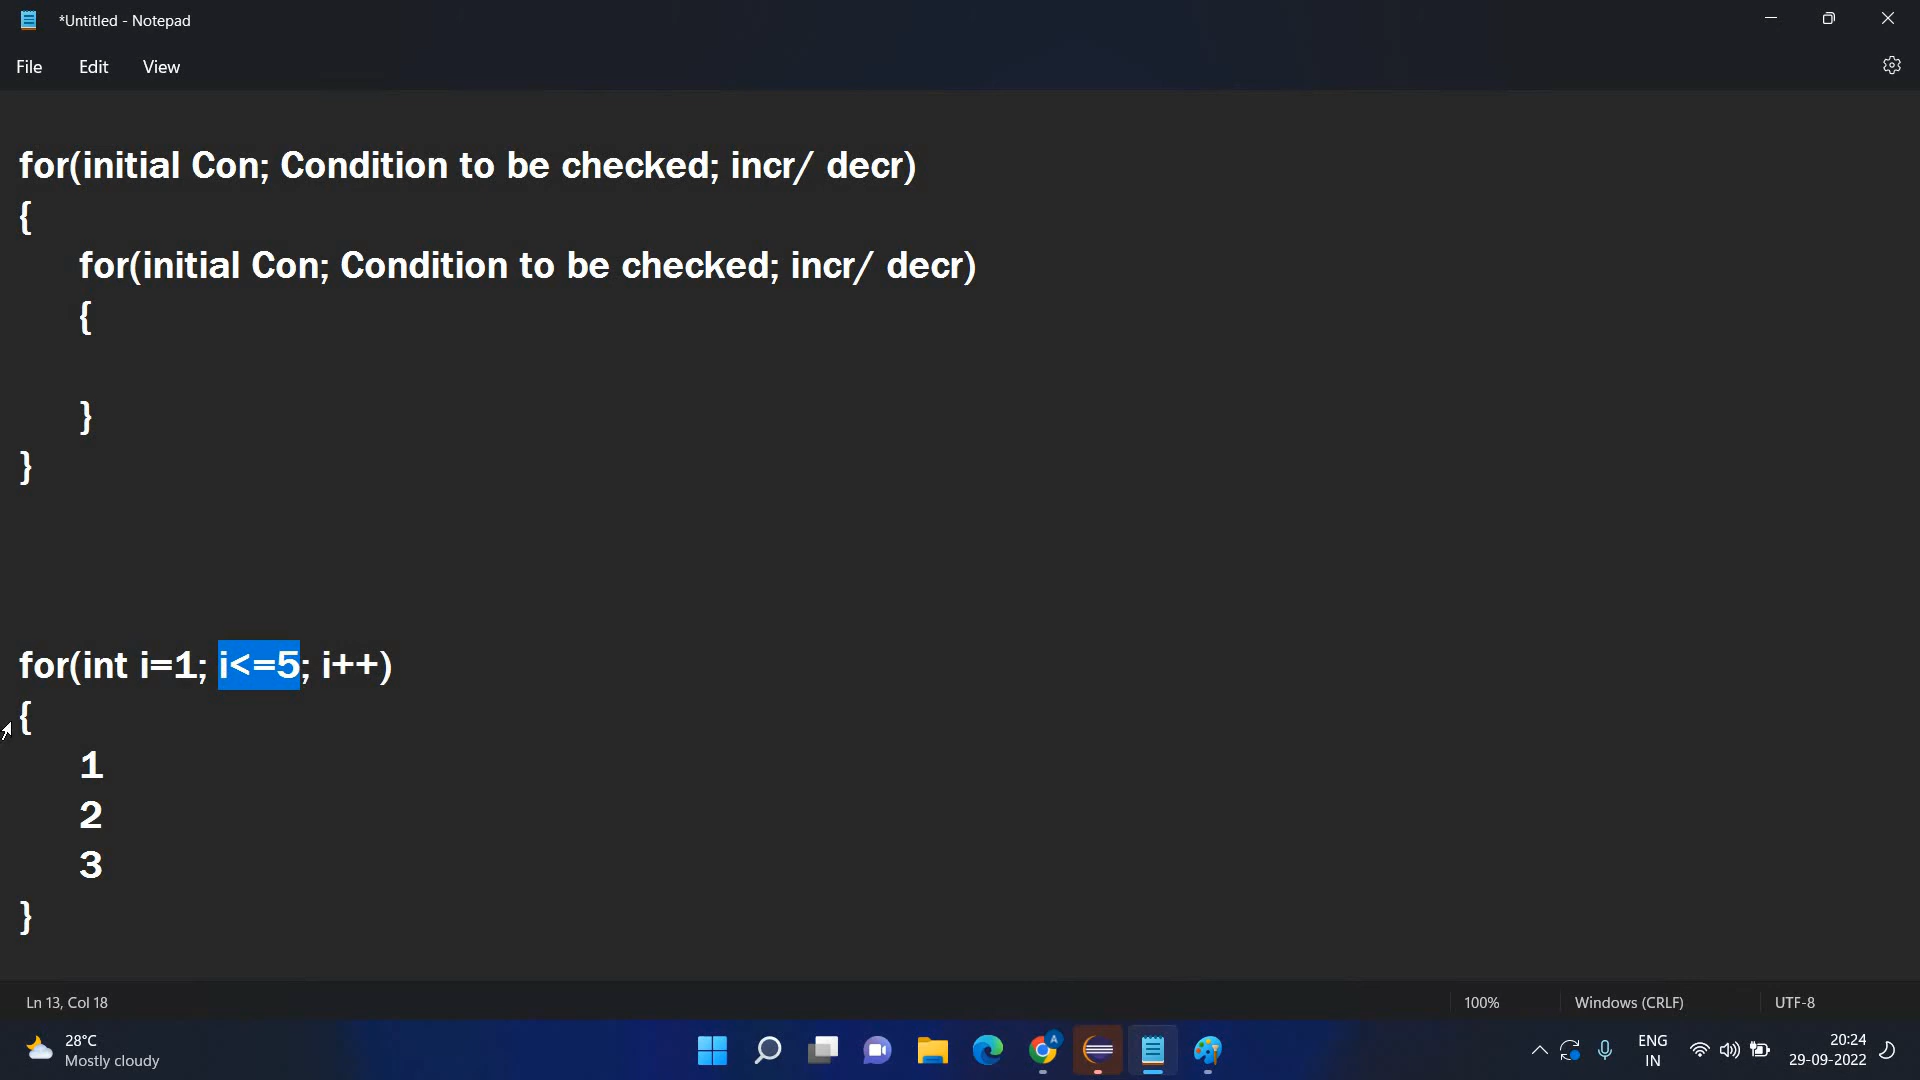 *Untitled - Notepad
File Edit View
for(initial Con; Condition to be checked; incr/ decr)
{
for(initial Con; Condition to be checked; incr/ decr)
{
}
}
for(int i=1; i<=5; i++)
{
1
2
3
}
Ln 13, Col 18 100% Windows (CRLF) UTF-8
28°C
Mostly cloudy
A
ENG
IN
20:24
29-09-2022